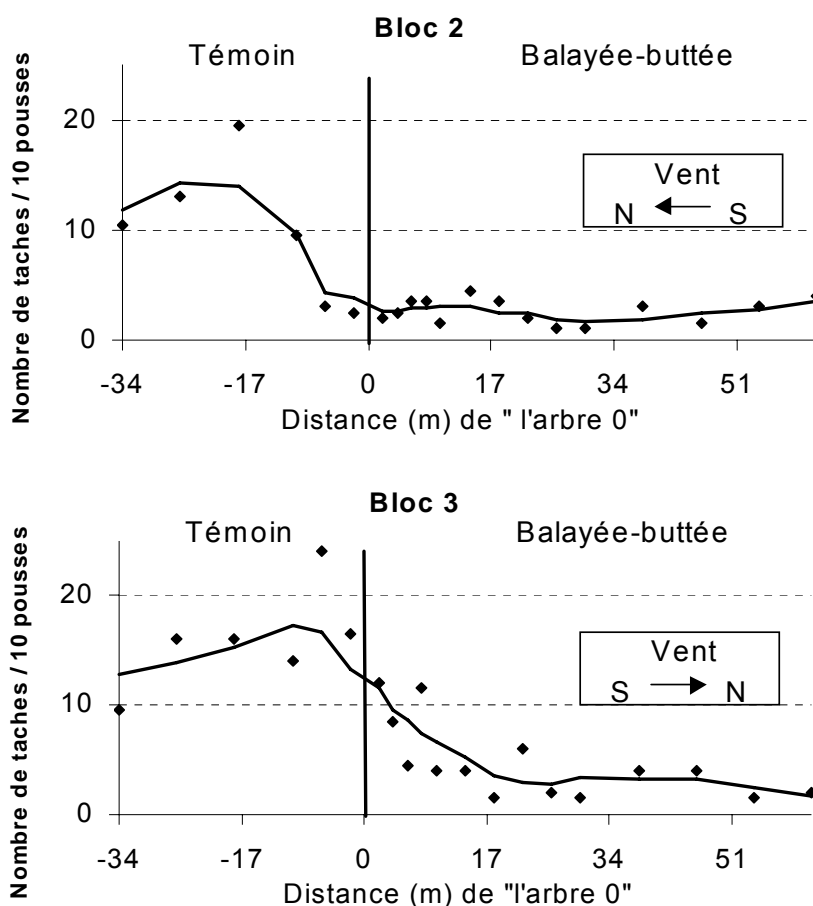 Bloc 2
Témoin Balayée-buttée
Nombre de taches / 10 pousses
20
10
0
Vent
N S
-34 -17 0 17 34 51
Distance (m) de " l'arbre 0"
Bloc 3
Témoin Balayée-buttée
Nombre de taches / 10 pousses
20
10
0
Vent
S N
-34 -17 0 17 34 51
Distance (m) de "l'arbre 0"